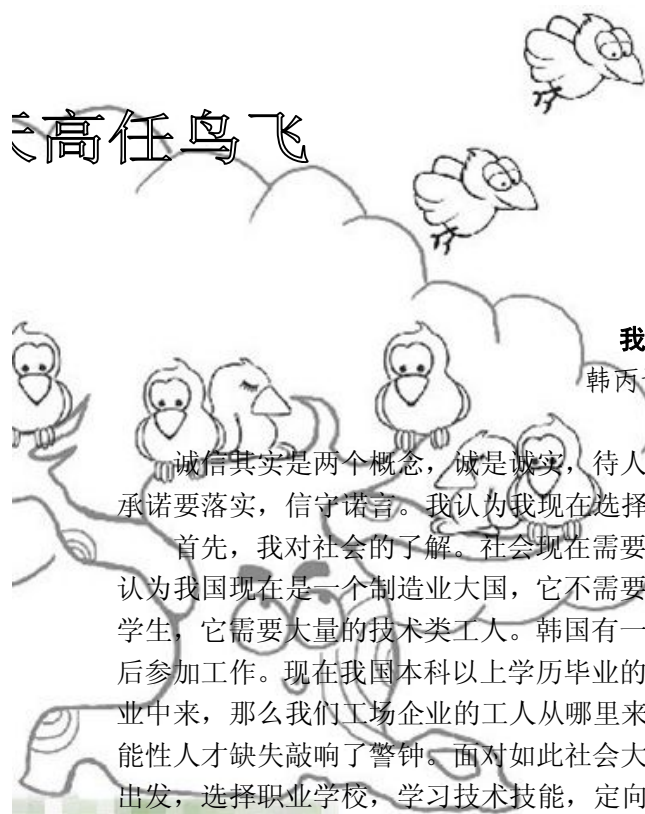 高任鸟飞
我
韩丙
诚信其实是两个概念，诚是诚实，待人
承诺要落实，信守诺言。我认为我现在选择
首先，我对社会的了解。社会现在需要
认为我国现在是一个制造业大国，它不需要
学生，它需要大量的技术类工人。韩国有一
后参加工作。现在我国本科以上学历毕业的
业中来，那么我们工场企业的工人从哪里来
能性人才缺失敲响了警钟。面对如此社会大
出发，选择职业学校，学习技术技能，定向